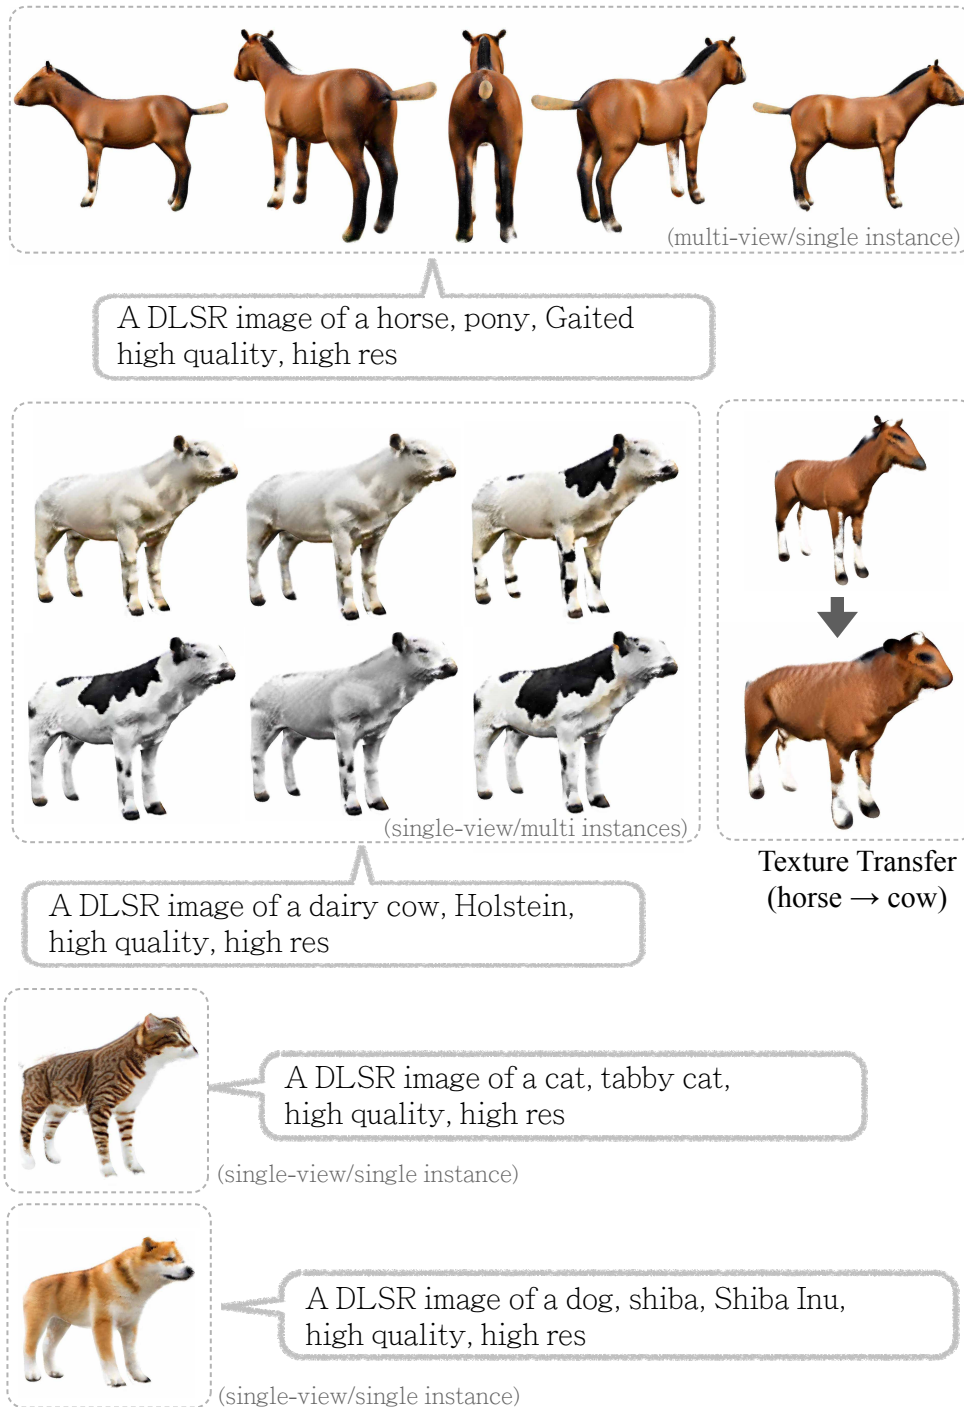 (multi-view/single instance)
A DLSR image of a horse, pony, Gaited
high quality, high res
(single-view/multi instances)
Texture Transfer
(horse → cow)
A DLSR image of a dairy cow, Holstein,
high quality, high res
A DLSR image of a cat, tabby cat,
high quality, high res
(single-view/single instance)
A DLSR image of a dog, shiba, Shiba Inu,
high quality, high res
(single-view/single instance)